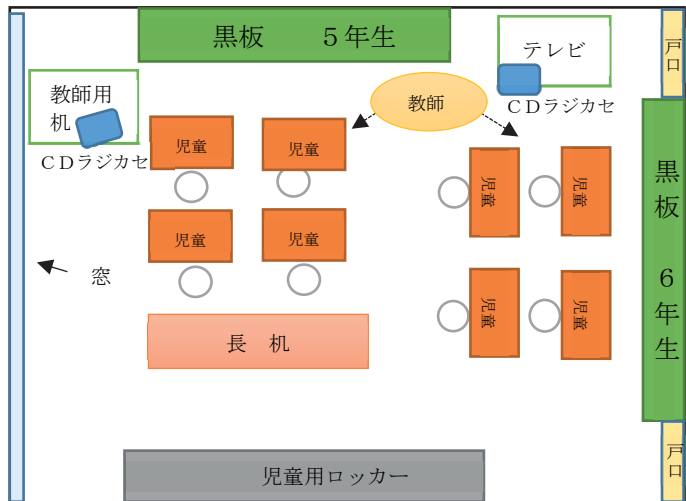 黒板　　５年生
テレビ
戸口
教師用
机
教師
ＣＤラジカセ
ＣＤラジカセ
児童
児童
児童
児童
黒板　　６年生
児童
児童
窓
児童
児童
長　机
戸口
児童用ロッカー